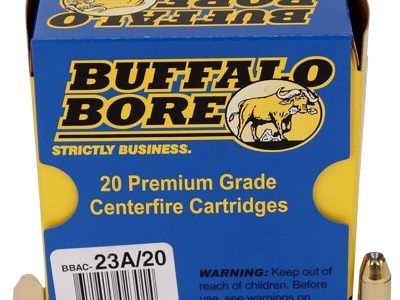 BUFFALO
BORE
BUFFALO
BORE
STRICTLY BUSINESS.
20 Premium Grade
Centerfire Cartridges
BBAC- 23A/20
WARNING: Keep out of
reach of children. Before
use, see warnings on